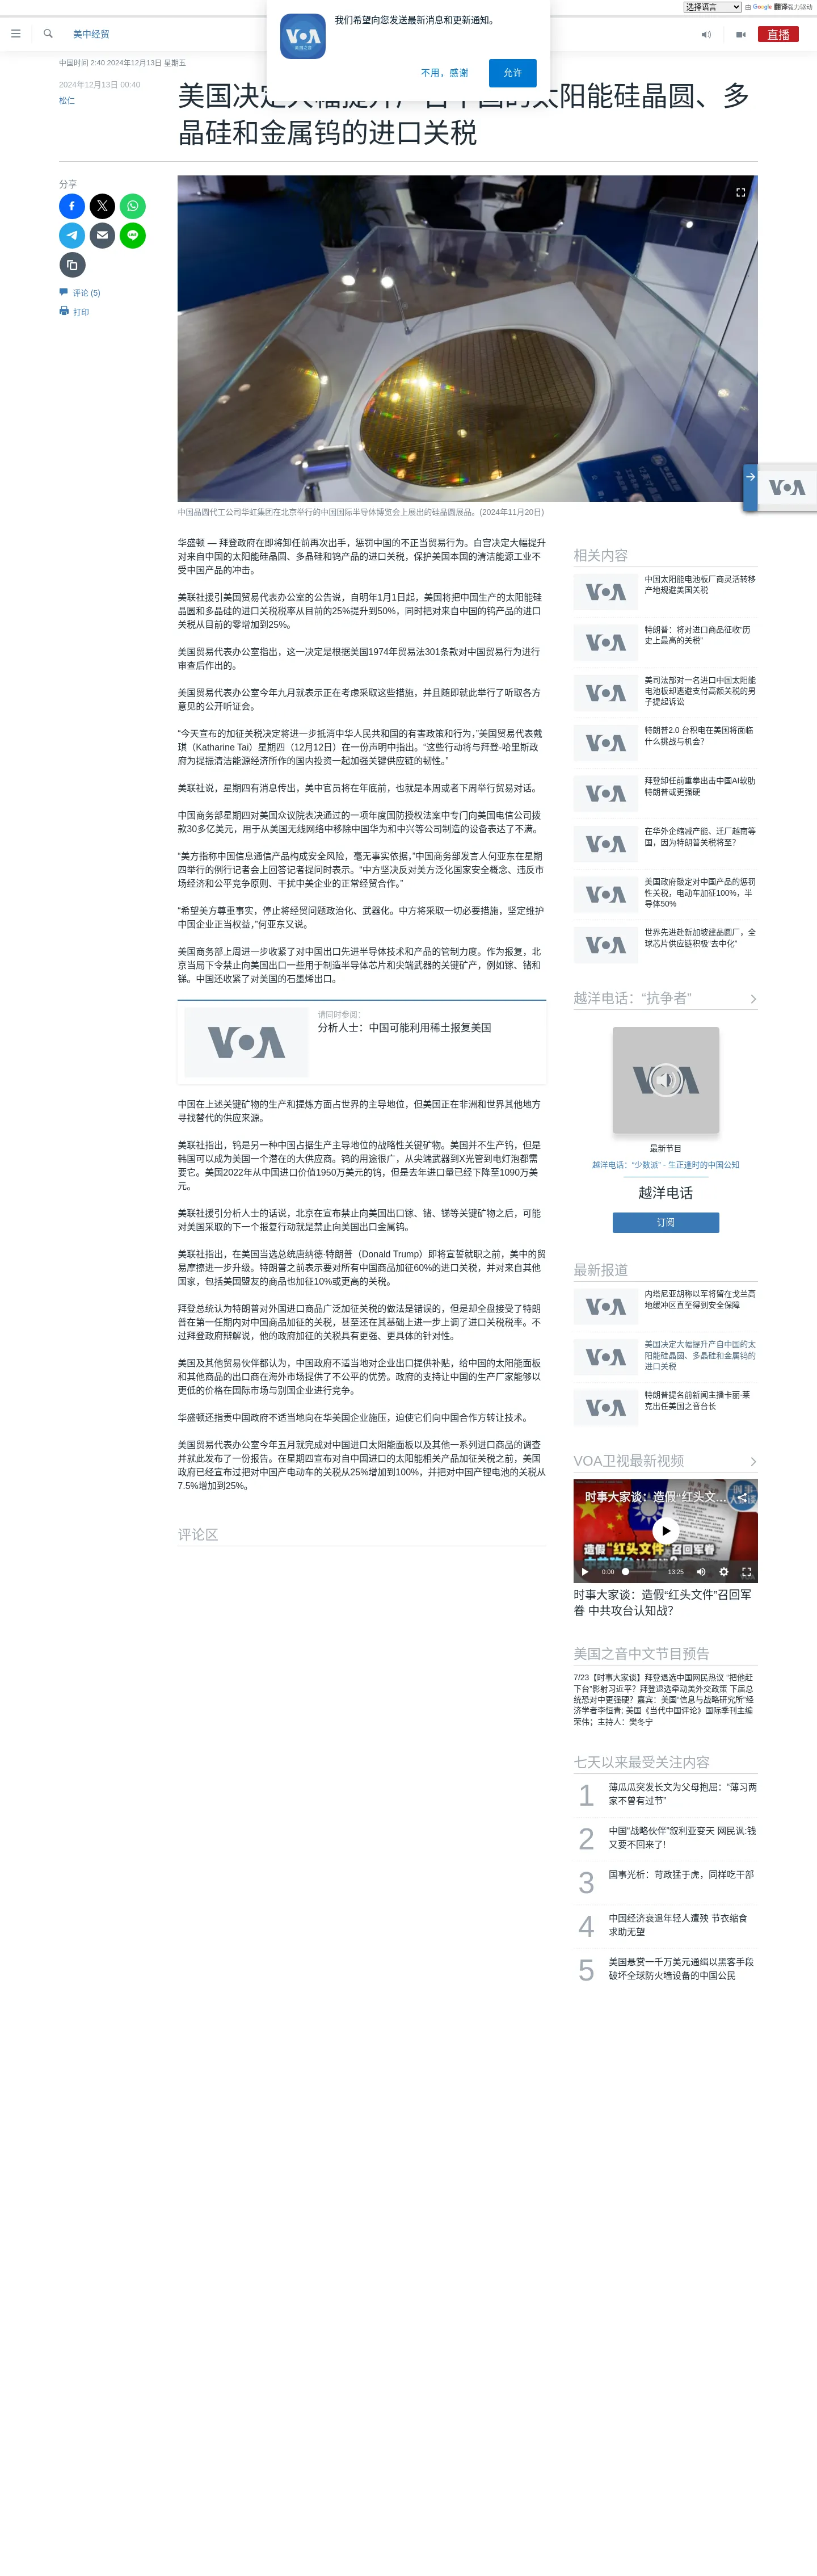 选择语言
由 Google 翻译强力驱动
我们希望向您发送最新消息和更新通知。
不用，感谢
允许
美中经贸
直播
中国时间 2:40 2024年12月13日 星期五
2024年12月13日 00:40
松仁
美国决定大幅提升产自中国的太阳能硅晶圆、多
晶硅和金属钨的进口关税
分享
评论 (5)
打印
中国晶圆代工公司华虹集团在北京举行的中国国际半导体博览会上展出的硅晶圆展品。(2024年11月20日)
华盛顿 — 拜登政府在即将卸任前再次出手，惩罚中国的不正当贸易行为。白宫决定大幅提升
对来自中国的太阳能硅晶圆、多晶硅和钨产品的进口关税，保护美国本国的清洁能源工业不
受中国产品的冲击。
美联社援引美国贸易代表办公室的公告说，自明年1月1日起，美国将把中国生产的太阳能硅
晶圆和多晶硅的进口关税税率从目前的25%提升到50%，同时把对来自中国的钨产品的进口
关税从目前的零增加到25%。
美国贸易代表办公室指出，这一决定是根据美国1974年贸易法301条款对中国贸易行为进行
审查后作出的。
美国贸易代表办公室今年九月就表示正在考虑采取这些措施，并且随即就此举行了听取各方
意见的公开听证会。
“今天宣布的加征关税决定将进一步抵消中华人民共和国的有害政策和行为，”美国贸易代表戴
琪（Katharine Tai）星期四（12月12日）在一份声明中指出。“这些行动将与拜登-哈里斯政
府为提振清洁能源经济所作的国内投资一起加强关键供应链的韧性。”
美联社说，星期四有消息传出，美中官员将在年底前，也就是本周或者下周举行贸易对话。
中国商务部星期四对美国众议院表决通过的一项年度国防授权法案中专门向美国电信公司拨
款30多亿美元，用于从美国无线网络中移除中国华为和中兴等公司制造的设备表达了不满。
“美方指称中国信息通信产品构成安全风险，毫无事实依据，”中国商务部发言人何亚东在星期
四举行的例行记者会上回答记者提问时表示。“中方坚决反对美方泛化国家安全概念、违反市
场经济和公平竞争原则、干扰中美企业的正常经贸合作。”
“希望美方尊重事实，停止将经贸问题政治化、武器化。中方将采取一切必要措施，坚定维护
中国企业正当权益，”何亚东又说。
美国商务部上周进一步收紧了对中国出口先进半导体技术和产品的管制力度。作为报复，北
京当局下令禁止向美国出口一些用于制造半导体芯片和尖端武器的关键矿产，例如镓、锗和
锑。中国还收紧了对美国的石墨烯出口。
VOA
请同时参阅:
分析人士：中国可能利用稀土报复美国
中国在上述关键矿物的生产和提炼方面占世界的主导地位，但美国正在非洲和世界其他地方
寻找替代的供应来源。
美联社指出，钨是另一种中国占据生产主导地位的战略性关键矿物。美国并不生产钨，但是
韩国可以成为美国一个潜在的大供应商。钨的用途很广，从尖端武器到X光管到电灯泡都需
要它。美国2022年从中国进口价值1950万美元的钨，但是去年进口量已经下降至1090万美
元。
美联社援引分析人士的话说，北京在宣布禁止向美国出口镓、锗、锑等关键矿物之后，可能
对美国采取的下一个报复行动就是禁止向美国出口金属钨。
美联社指出，在美国当选总统唐纳德·特朗普（Donald Trump）即将宣誓就职之前，美中的贸
易摩擦进一步升级。特朗普之前表示要对所有中国商品加征60%的进口关税，并对来自其他
国家，包括美国盟友的商品也加征10%或更高的关税。
拜登总统认为特朗普对外国进口商品广泛加征关税的做法是错误的，但是却全盘接受了特朗
普在第一任期内对中国商品加征的关税，甚至还在其基础上进一步上调了进口关税税率。不
过拜登政府辩解说，他的政府加征的关税具有更强、更具体的针对性。
美国及其他贸易伙伴都认为，中国政府不适当地对企业出口提供补贴，给中国的太阳能面板
和其他商品的出口商在海外市场提供了不公平的优势。政府的支持让中国的生产厂家能够以
更低的价格在国际市场与别国企业进行竞争。
华盛顿还指责中国政府不适当地向在华美国企业施压，迫使它们向中国合作方转让技术。
美国贸易代表办公室今年五月就完成对中国进口太阳能面板以及其他一系列进口商品的调查
并就此发布了一份报告。在星期四宣布对自中国进口的太阳能相关产品加征关税之前，美国
政府已经宣布过把对中国产电动车的关税从25%增加到100%，并把对中国产锂电池的关税从
7.5%增加到25%。
评论区
相关内容
中国太阳能电池板厂商灵活转移
产地规避美国关税
特朗普：将对进口商品征收“历
史上最高的关税”
美司法部对一名进口中国太阳能
电池板却逃避支付高额关税的男
子提起诉讼
特朗普2.0 台积电在美国将面临
什么挑战与机会?
拜登卸任前重拳出击中国AI软肋
特朗普或更强硬
在华外企缩减产能、迁厂越南等
国，因为特朗普关税将至?
美国政府敲定对中国产品的惩罚
性关税，电动车加征100%，半
导体50%
世界先进赴新加坡建晶圆厂，全
球芯片供应链积极“去中化”
越洋电话：“抗争者”
最新节目
越洋电话：“少数派” - 生正逢时的中国公知
越洋电话
订阅
最新报道
内塔尼亚胡称以军将留在戈兰高
地缓冲区直至得到安全保障
美国决定大幅提升产自中国的太
阳能硅晶圆、多晶硅和金属钨的
进口关税
特朗普提名前新闻主播卡丽·莱
克出任美国之音台长
VOA卫视最新视频
时事大家谈：造假“红头文...
造假“红头文件”召回军眷
中共攻台认知战?
0:00
13:25
时事大家谈：造假“红头文件”召回军
眷 中共攻台认知战?
美国之音中文节目预告
7/23【时事大家谈】拜登退选中国网民热议 “把他赶
下台”影射习近平？拜登退选牵动美外交政策 下届总
统恐对中更强硬？嘉宾：美国“信息与战略研究所”经
济学者李恒青; 美国《当代中国评论》国际季刊主编
荣伟；主持人：樊冬宁
七天以来最受关注内容
1 薄瓜瓜突发长文为父母抱屈：“薄习两
家不曾有过节”
2 中国“战略伙伴”叙利亚变天 网民讽:钱
又要不回来了!
3 国事光析：苛政猛于虎，同样吃干部
4 中国经济衰退年轻人遭殃 节衣缩食
求助无望
5 美国悬赏一千万美元通缉以黑客手段
破坏全球防火墙设备的中国公民